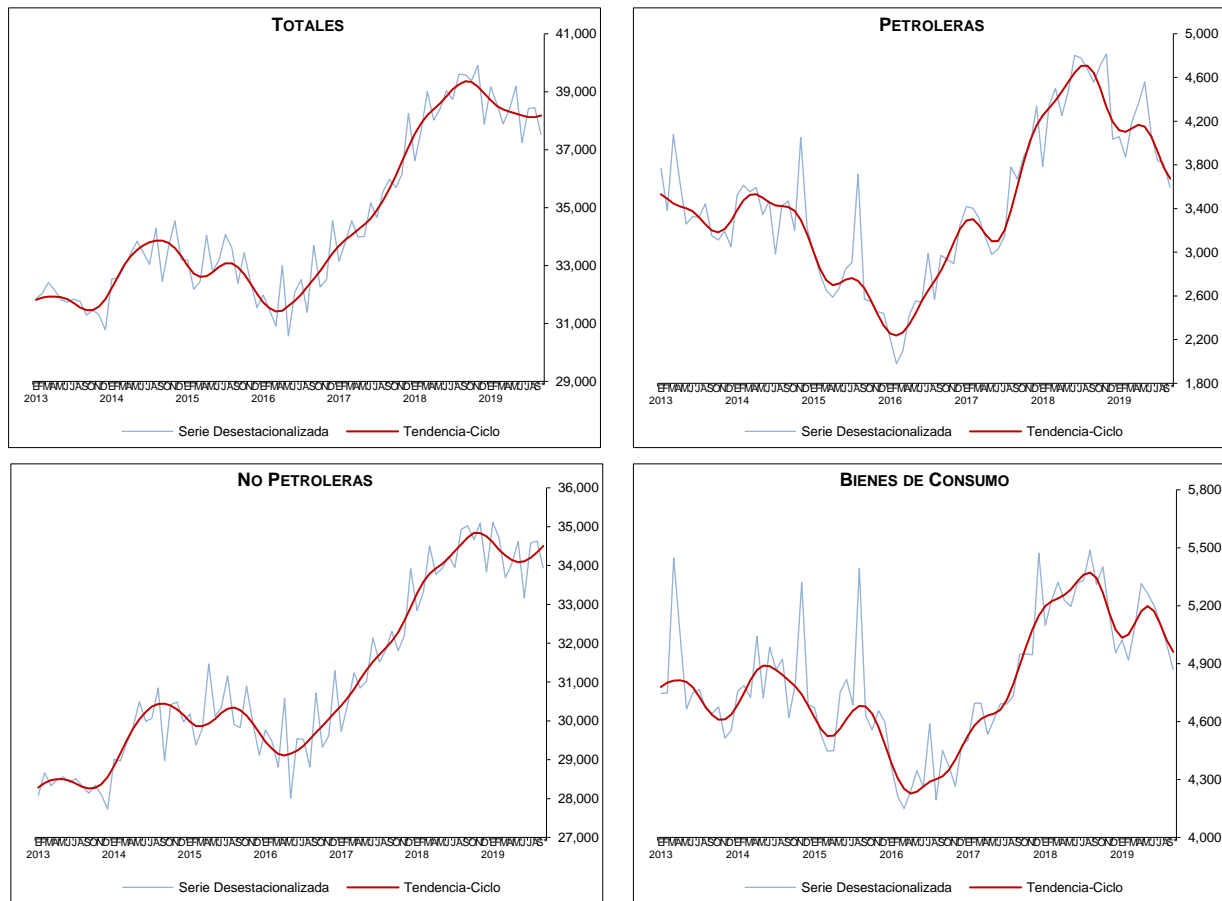 TOTALES
41,000
39,000
37,000
35,000
33,000
31,000
29,000
2013 2014 2015 2016 2017 2018 2019
Serie Desestacionalizada Tendencia-Ciclo
PETROLERAS
5,000
4,600
4,200
3,800
3,400
3,000
2,600
2,200
1,800
2013 2014 2015 2016 2017 2018 2019
Serie Desestacionalizada Tendencia-Ciclo
NO PETROLERAS
36,000
35,000
34,000
33,000
32,000
31,000
30,000
29,000
28,000
27,000
2013 2014 2015 2016 2017 2018 2019
Serie Desestacionalizada Tendencia-Ciclo
BIENES DE CONSUMO
5,800
5,500
5,200
4,900
4,600
4,300
4,000
2013 2014 2015 2016 2017 2018 2019
Serie Desestacionalizada Tendencia-Ciclo